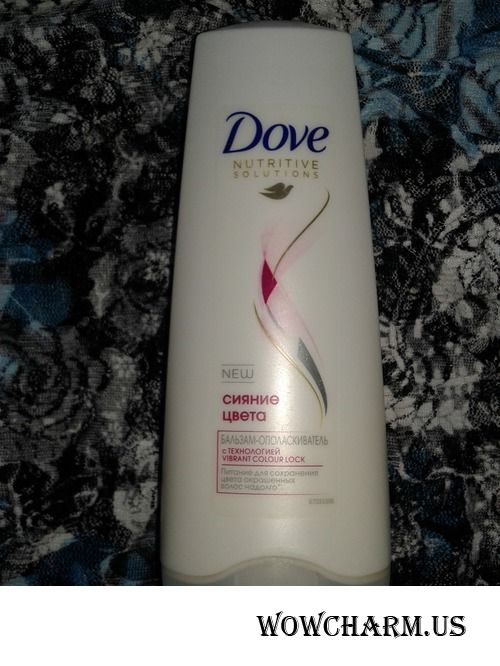 Dove
NUTRITIVE
SOLUTIONS
NEW
сияние
цвета
БАЛЬЗАМ-ОПОЛАСКИВАТЕЛЬ
с ТЕХНОЛОГИЕЙ
VIBRANT COLOUR LOCK
Питание для сохранения
цвета окрашенных
волос надолго*
WOWCHARM.US